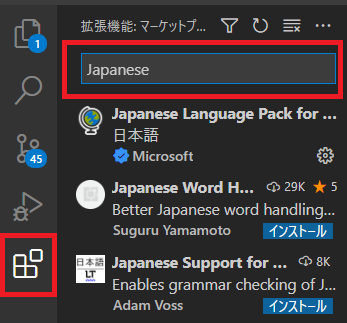 拡張機能: マーケットプ...
1
Japanese
45
Japanese Language Pack for ...
日本語
Microsoft
Japanese Word H... 29K 5
Better Japanese word handling...
Suguru Yamamoto インストール
日本語
LT
Japanese Support for ... 8K
Enables grammar checking of J...
Adam Voss インストール